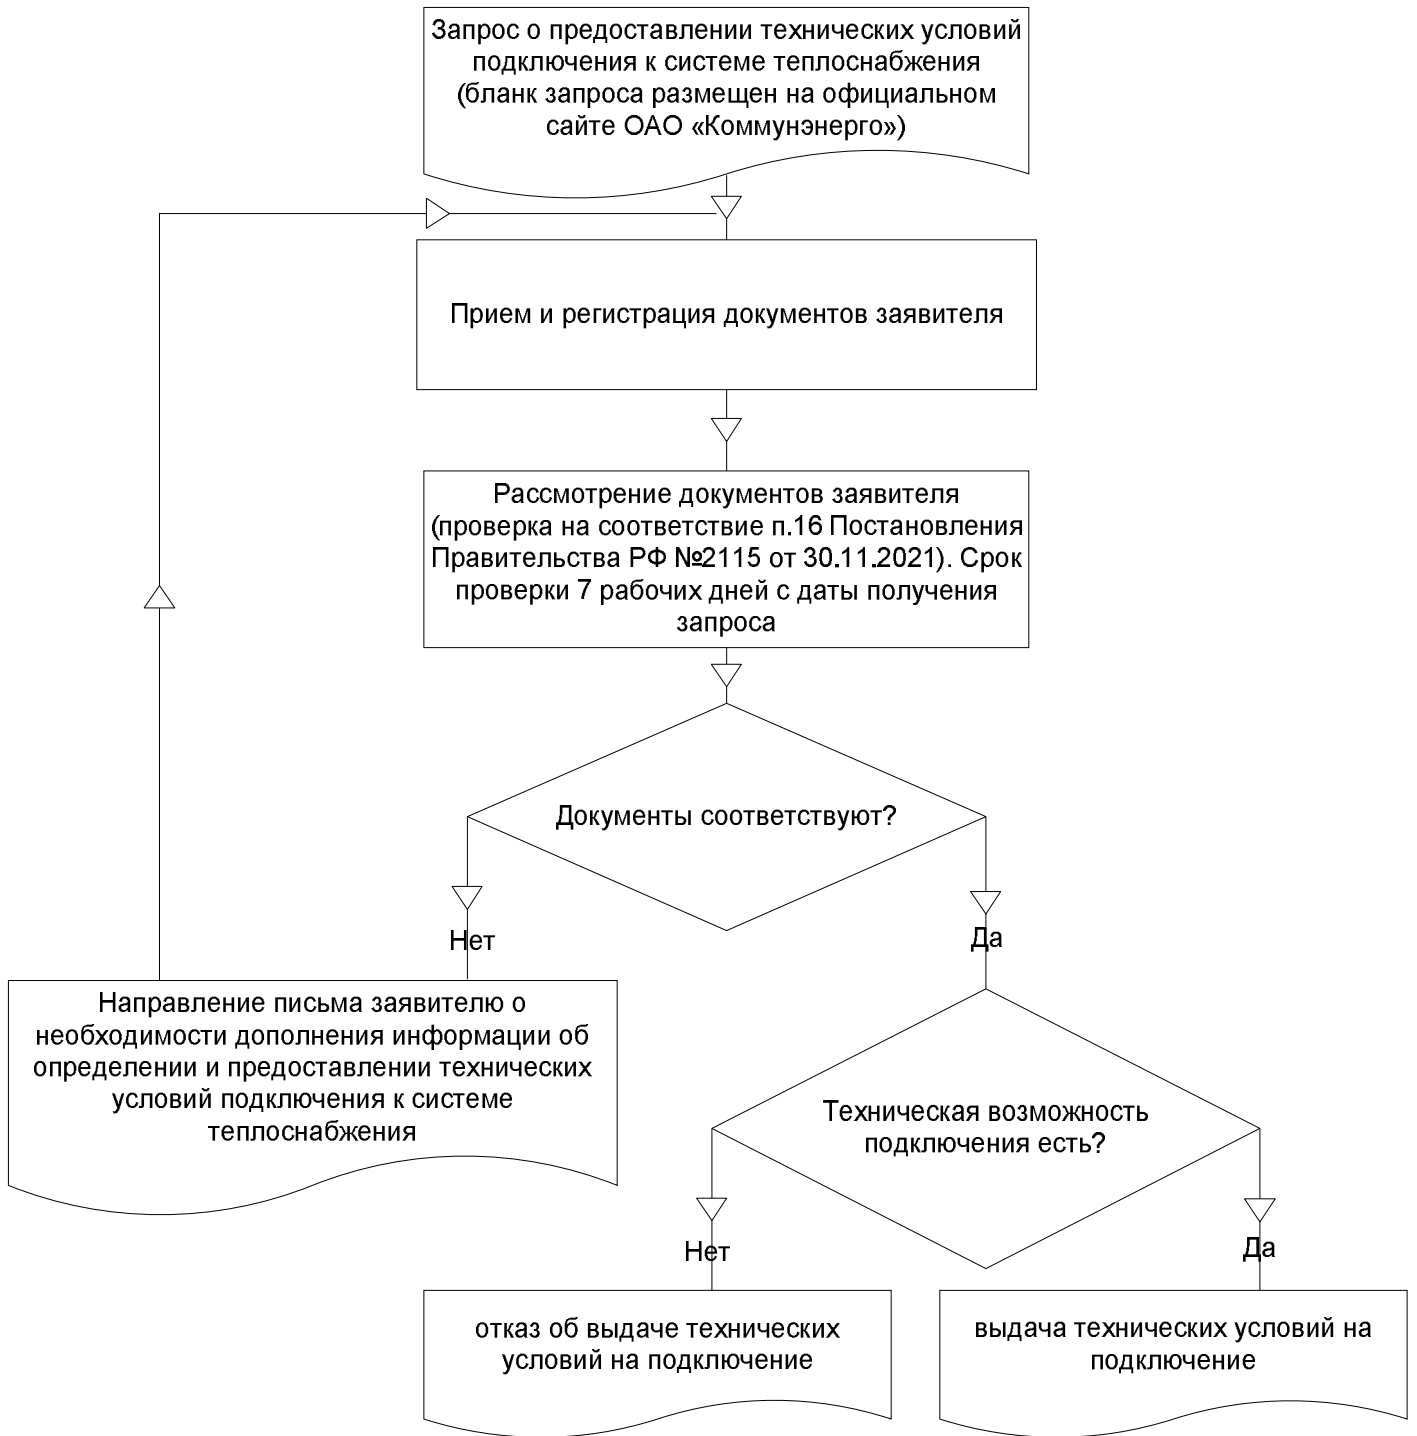 Запрос о предоставлении технических условий
подключения к системе теплоснабжения
(бланк запроса размещен на официальном
сайте ОАО «Коммунэнерго»)
Прием и регистрация документов заявителя
Рассмотрение документов заявителя
(проверка на соответствие п.16 Постановления
Правительства РФ №2115 от 30.11.2021). Срок
проверки 7 рабочих дней с даты получения
запроса
Документы соответствуют?
Нет
Да
Направление письма заявителю о
необходимости дополнения информации об
определении и предоставлении технических
условий подключения к системе
теплоснабжения
Техническая возможность
подключения есть?
Нет
Да
отказ об выдаче технических
условий на подключение
выдача технических условий на
подключение